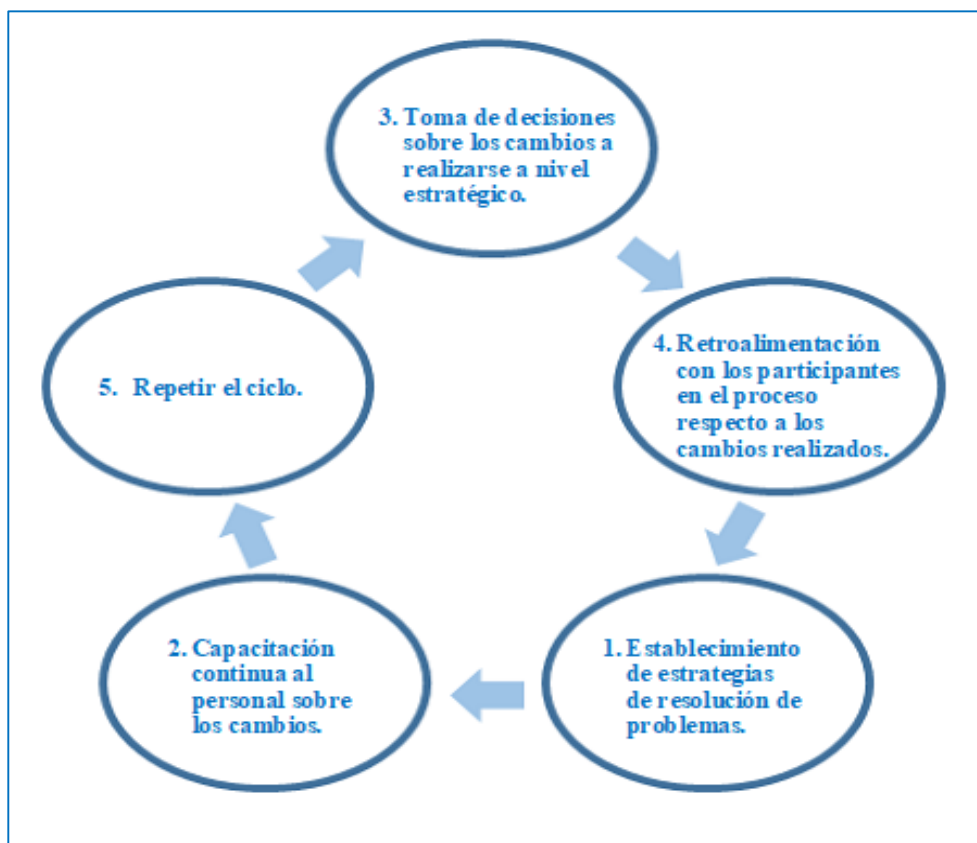 3. Toma de decisiones
sobre los cambios a
realizarse a nivel
estratégico.
4. Retroalimentación
con los participantes
en el proceso
respecto a los
cambios realizados.
1. Establecimiento
de estrategias
de resolución de
problemas.
2. Capacitación
continua al
personal sobre
los cambios.
5. Repetir el ciclo.